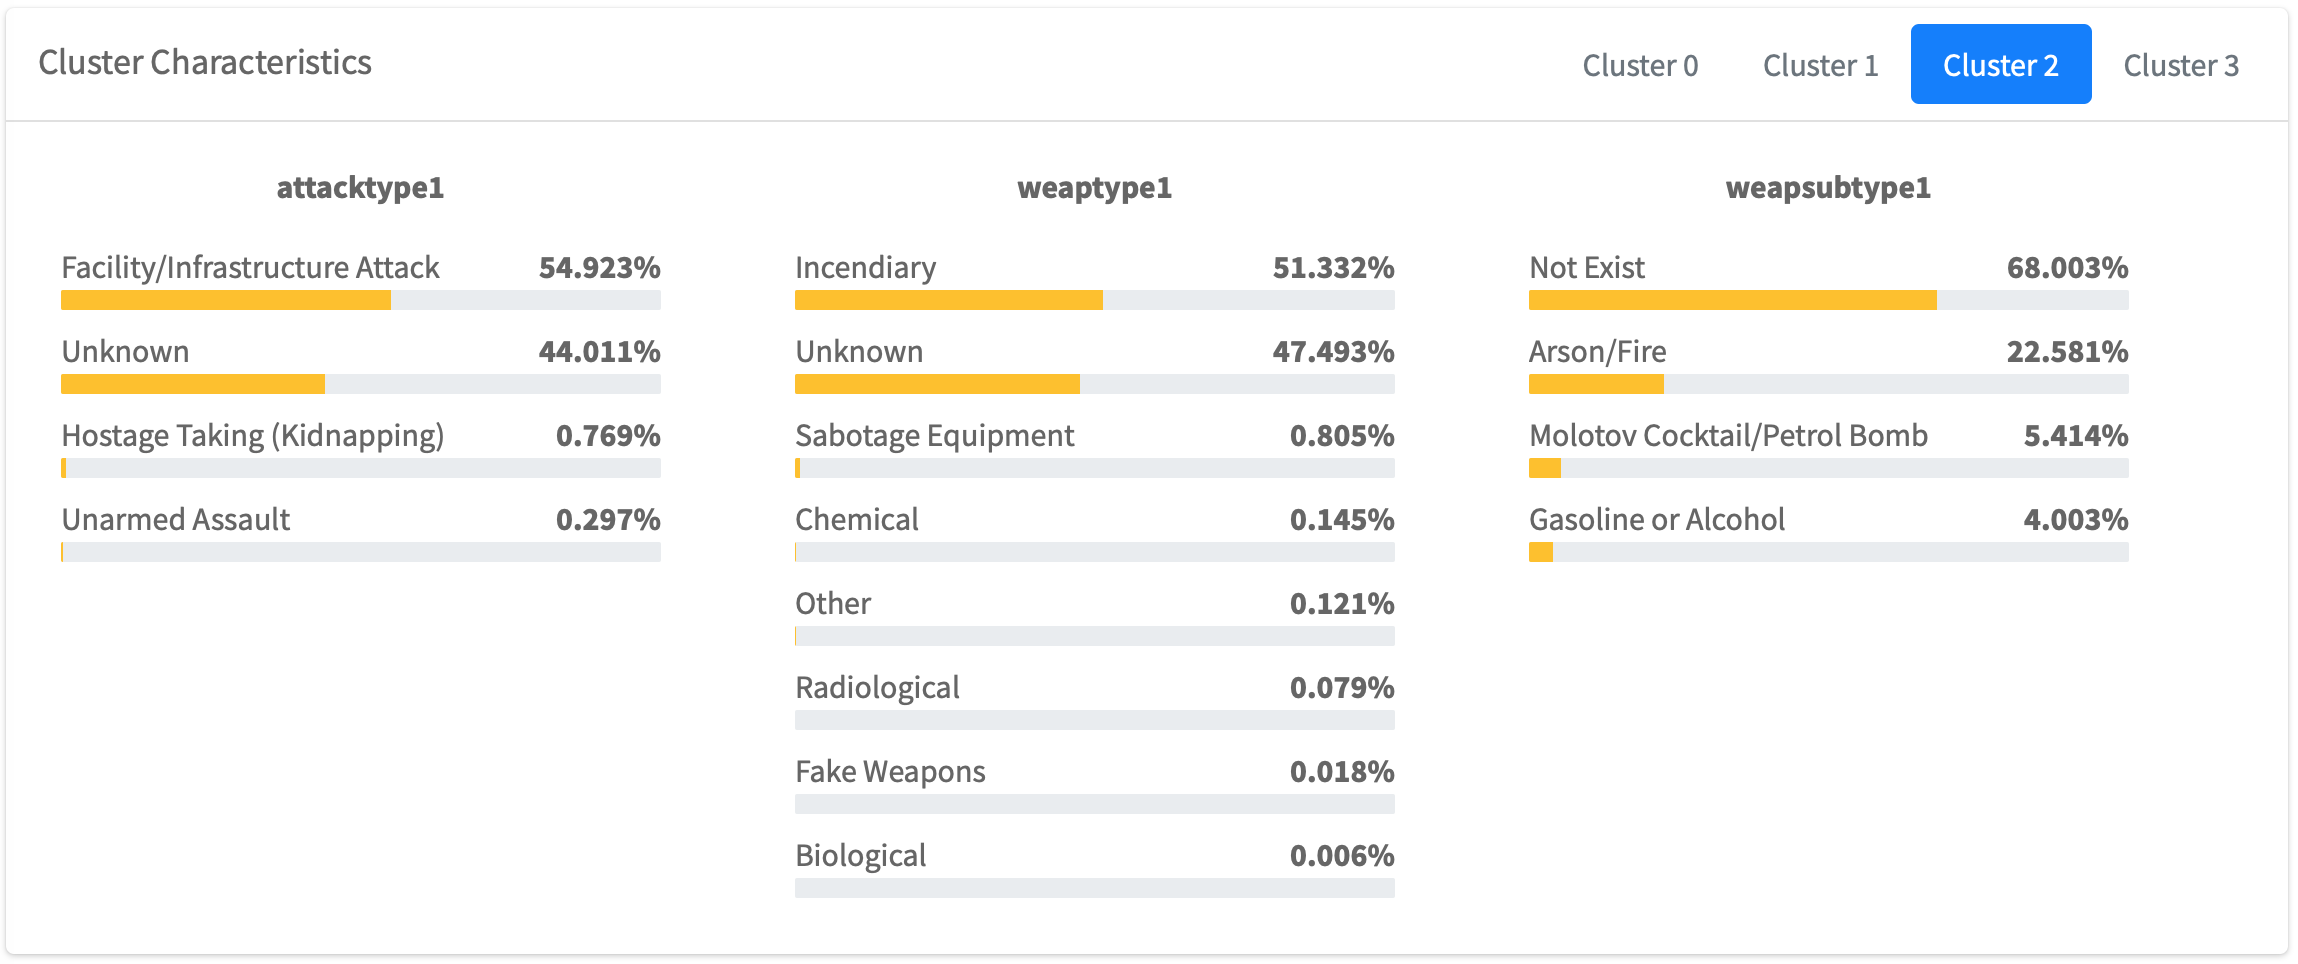 Cluster Characteristics
Cluster 0
Cluster 1
Cluster 2
Cluster 3
attacktype1
Facility/Infrastructure Attack 54.923%
Unknown 44.011%
Hostage Taking (Kidnapping) 0.769%
Unarmed Assault 0.297%
weaptype1
Incendiary 51.332%
Unknown 47.493%
Sabotage Equipment 0.805%
Chemical 0.145%
Other 0.121%
Radiological 0.079%
Fake Weapons 0.018%
Biological 0.006%
weapsubtype1
Not Exist 68.003%
Arson/Fire 22.581%
Molotov Cocktail/Petrol Bomb 5.414%
Gasoline or Alcohol 4.003%